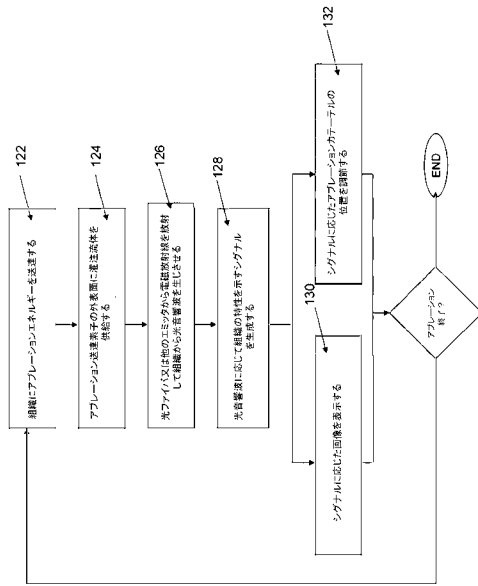 122
組織にアブレーションエネルギーを送達する
124
アブレーション送達素子の外表面に灌注流体を
供給する
126
光ファイバ又は他のエミッタから電磁放射線を放射
して組織から光音響波を生じさせる
128
光音響波に応じて組織の特性を示すシグナル
を生成する
130
シグナルに応じた画像を表示する
132
シグナルに応じたアブレーションカテーテルの
位置を調節する
アブレーション
終了?
END